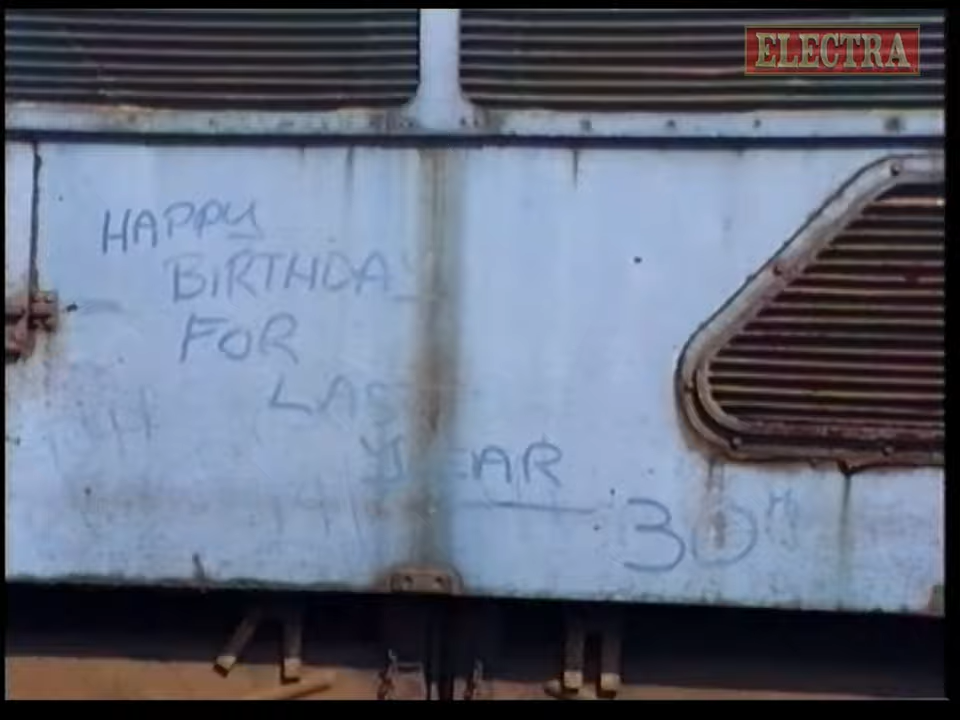 ELECTRA
HAPPY
BIRTHDAY
FOR
LAST
YEAR
30TH